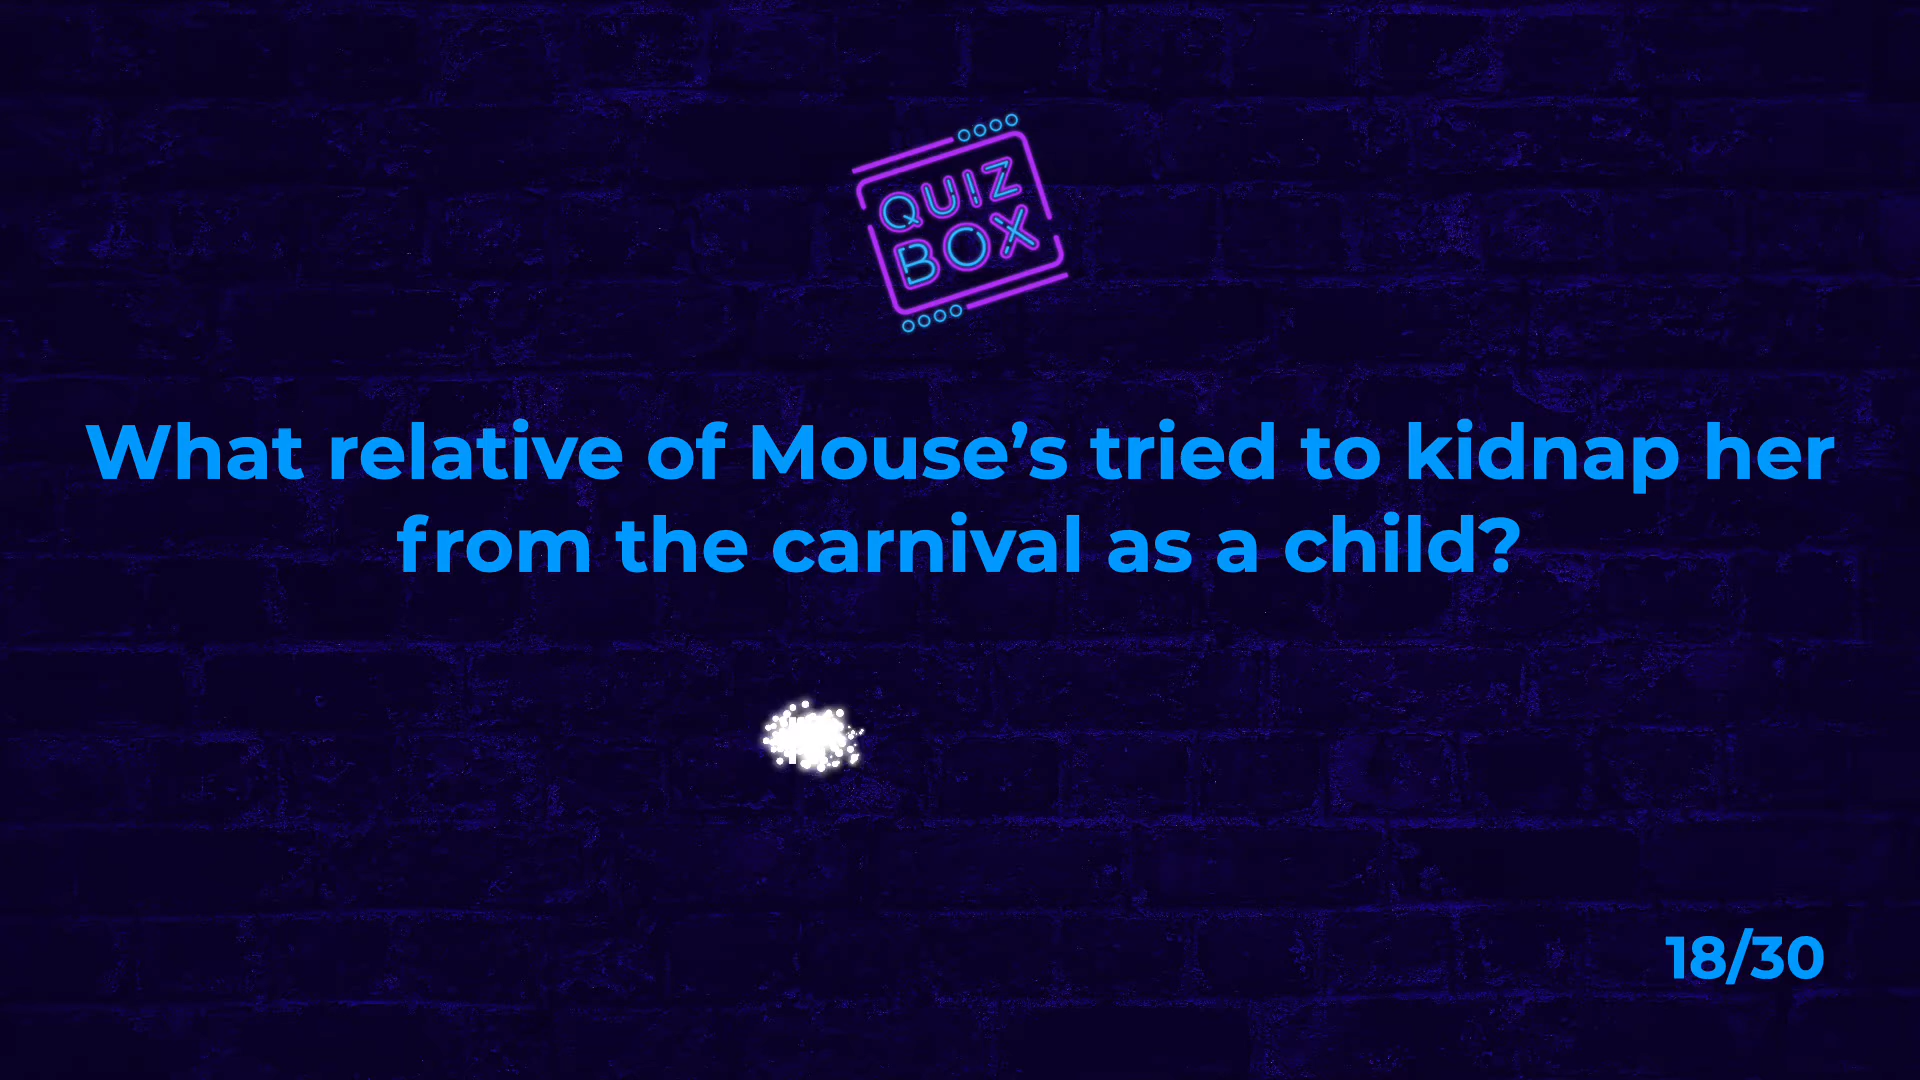 QUIZ
BOX
What relative of Mouse’s tried to kidnap her
from the carnival as a child?
18/30